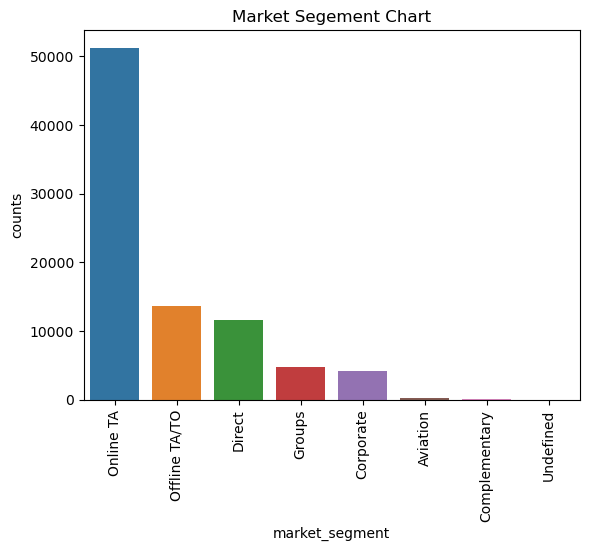 Market Segement Chart
counts
50000
40000
30000
20000
10000
0
Online TA
Offline TA/TO
Direct
Groups
Corporate
Aviation
Complementary
Undefined
market_segment